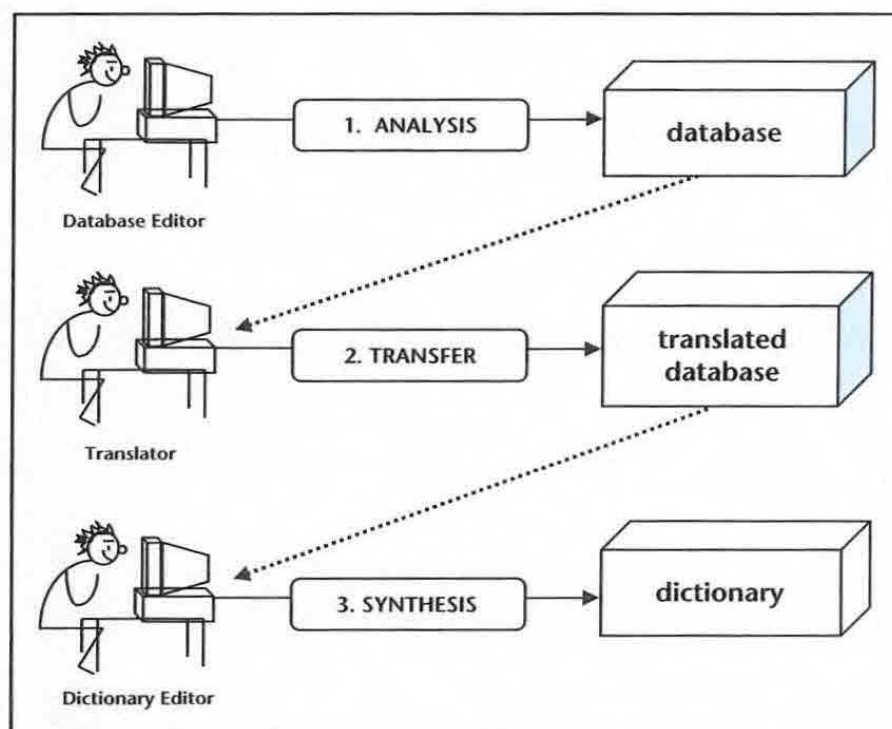 1. ANALYSIS
database
Database Editor
2. TRANSFER
translated
database
Translator
3. SYNTHESIS
dictionary
Dictionary Editor